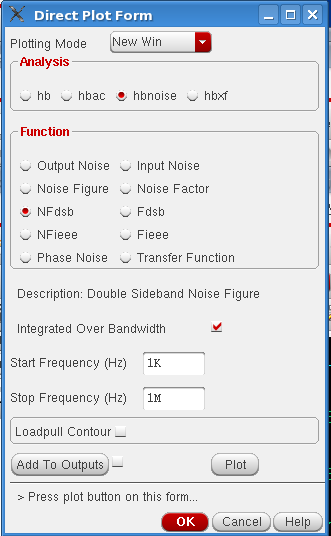 Direct Plot Form
Plotting Mode New Win
Analysis
hb hbac hbnoise hbxf
Function
Output Noise Input Noise
Noise Figure Noise Factor
NFdsb Fdsb
NFieee Fieee
Phase Noise Transfer Function
Description: Double Sideband Noise Figure
Integrated Over Bandwidth
Start Frequency (Hz) 1K
Stop Frequency (Hz) 1M
Loadpull Contour
Add To Outputs Plot
> Press plot button on this form...
OK Cancel Help